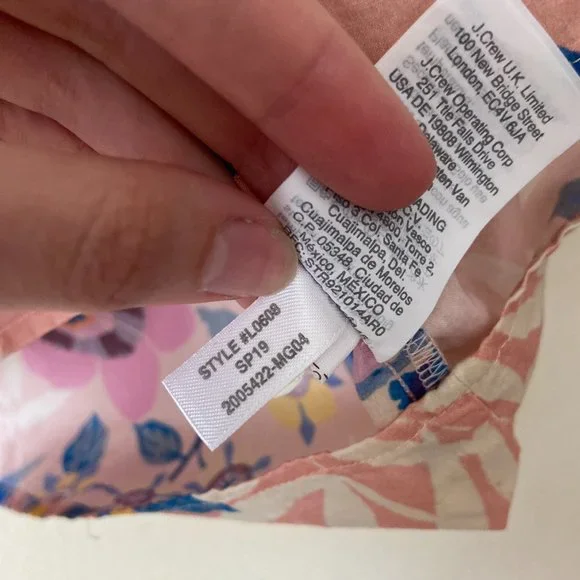 J.Crew U.K. Limited
100 New Bridge Street
London, EC4V 6JA
J.Crew Operating Corp
251 The Falls Drive
USA DE 19808 Wilmington
Delaware
Van
C.V.
Vasco
Torre 2,
Col. Santa Fe
Cuajimalpa, Del.
Cuajimalpa de Morelos
C.P. 05348, Ciudad de
México, MÉXICO
STR921014AR0
STYLE #L0608
SP19
2005422-MG04